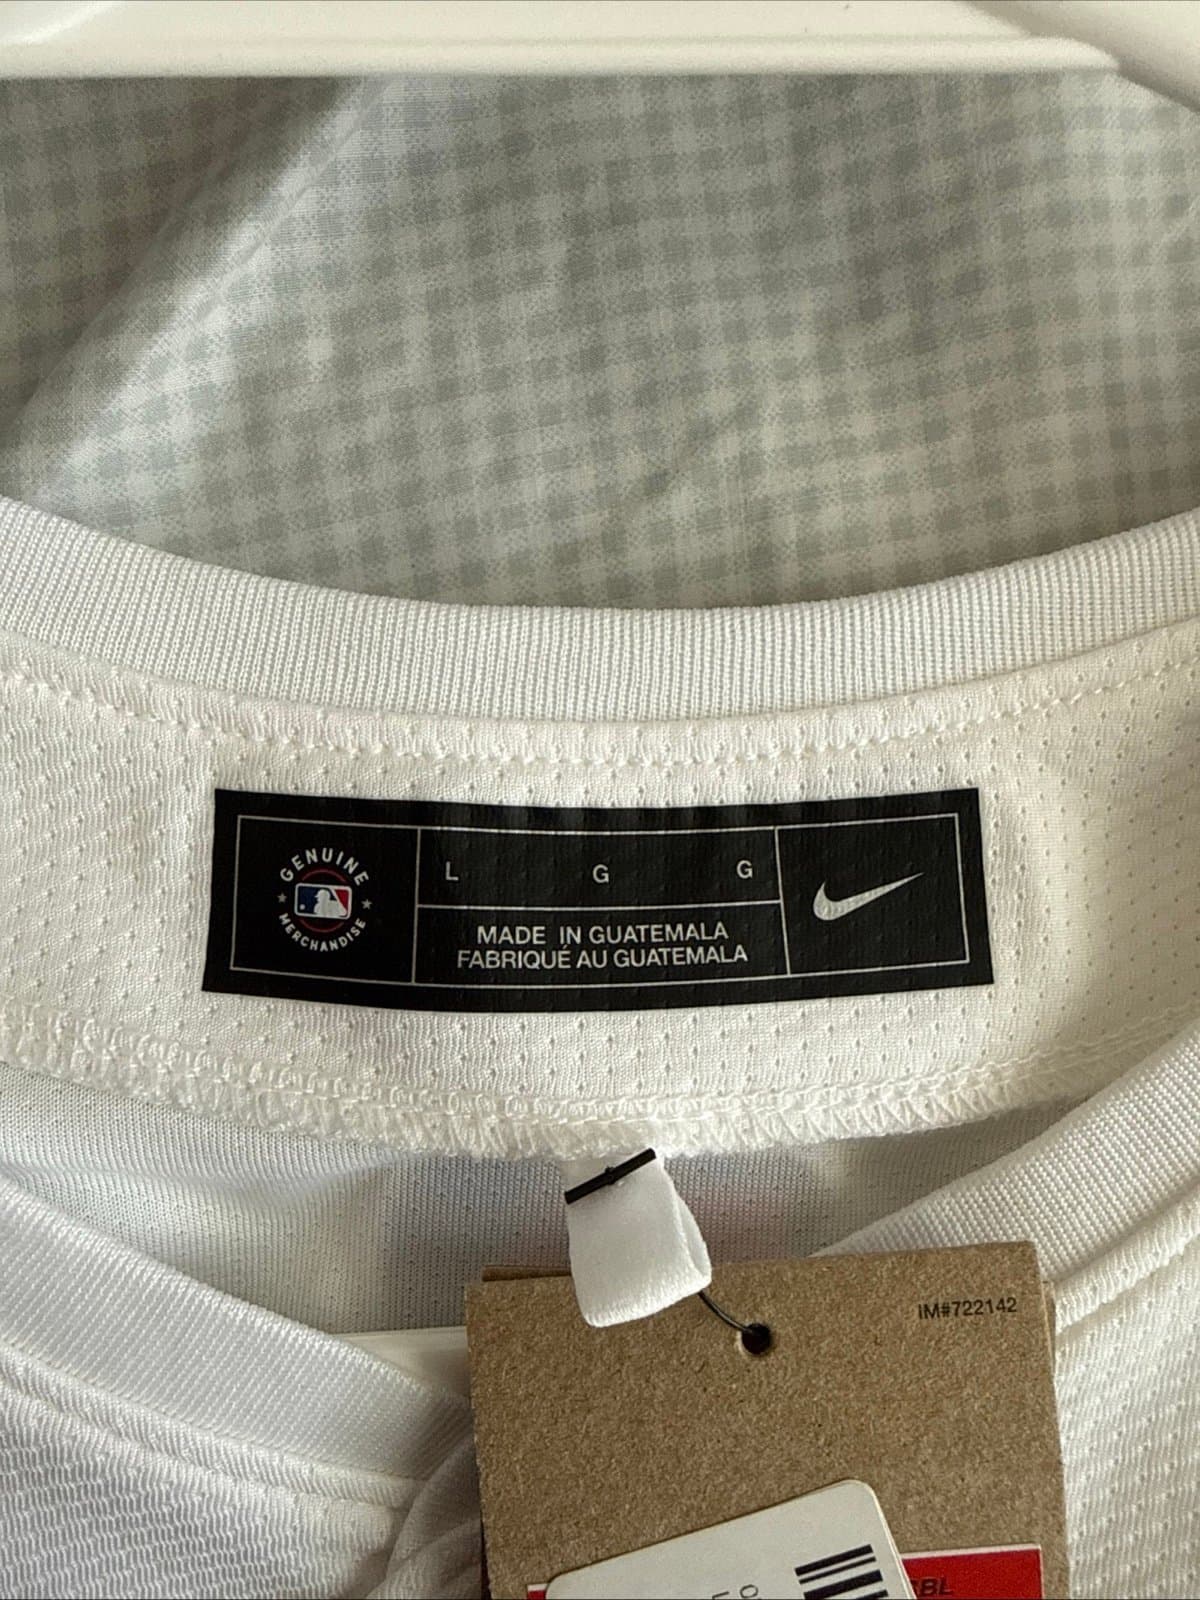 GENUINE
MERCHANDISE
L G G
MADE IN GUATEMALA
FABRIQUÉ AU GUATEMALA
IM#722142